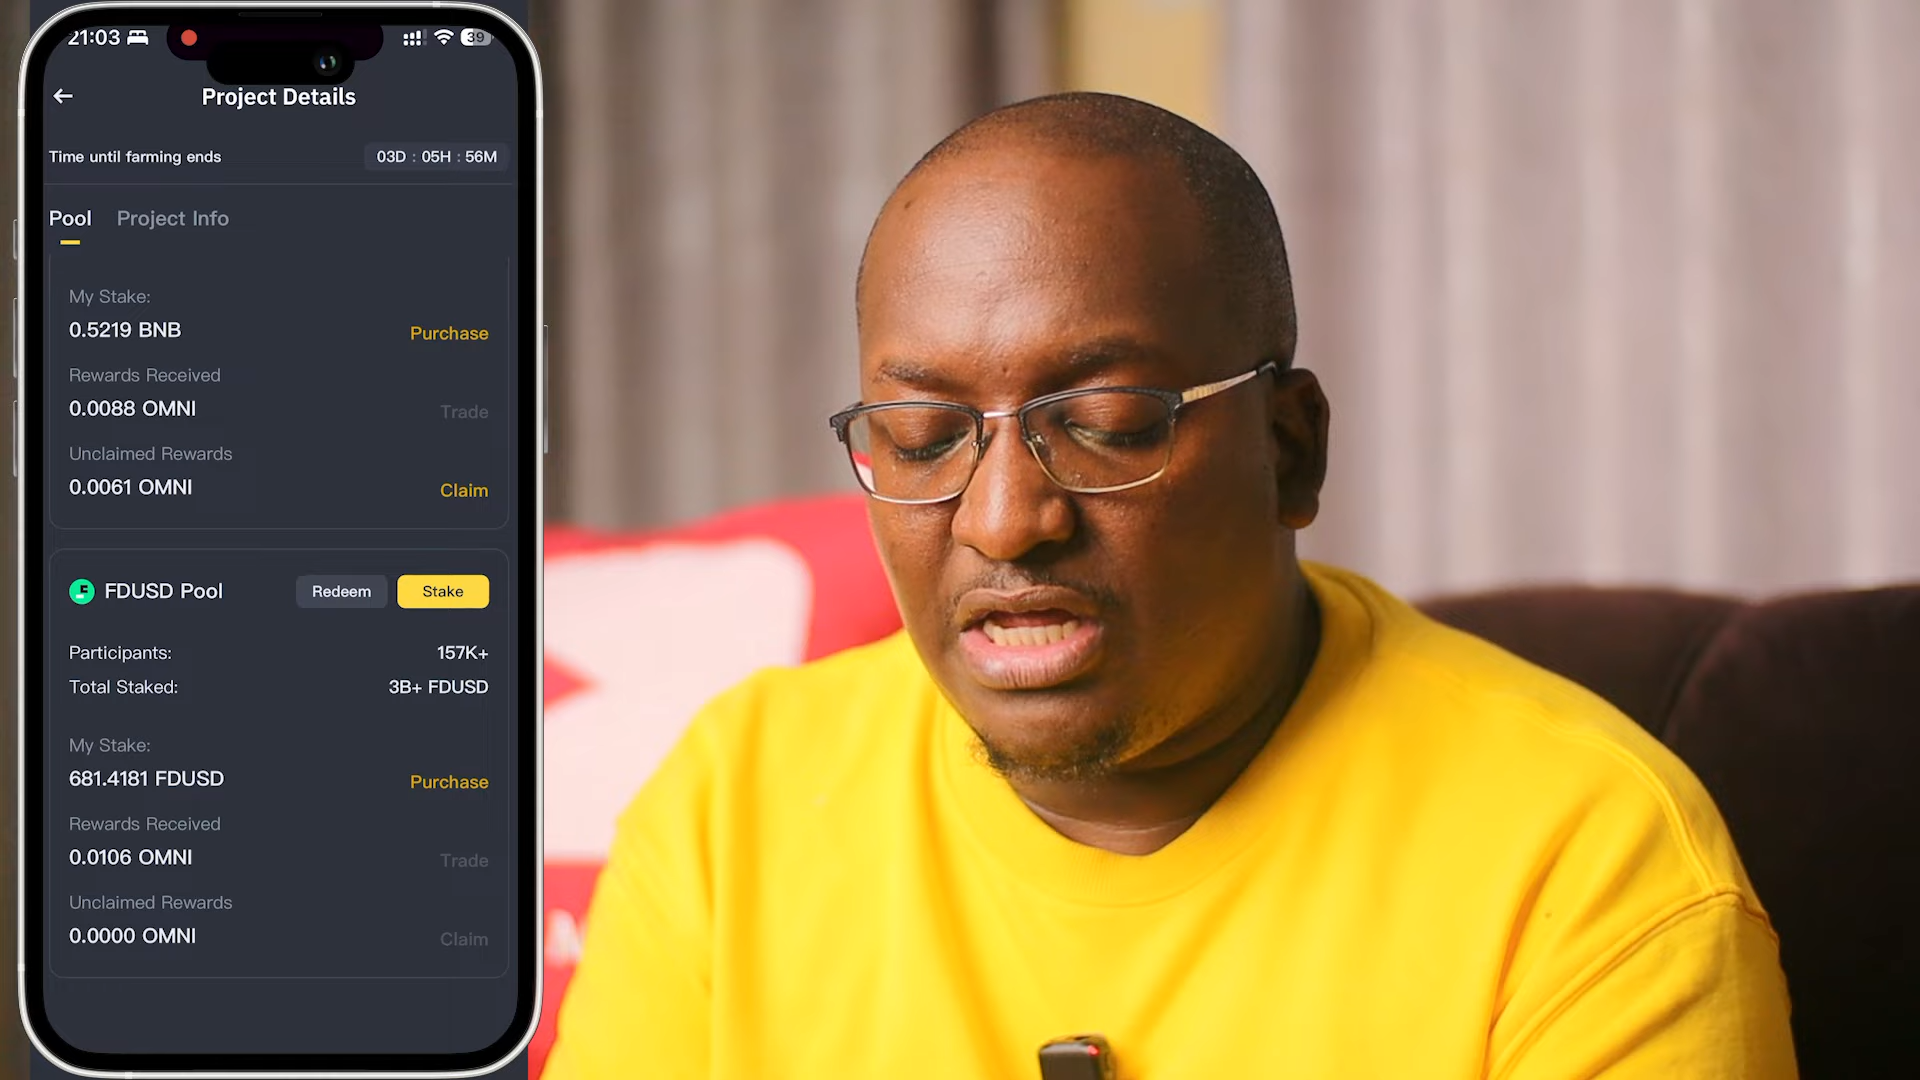 21:03
39
Project Details
Time until farming ends
03D : 05H : 56M
Pool
Project Info
My Stake:
0.5219 BNB
Purchase
Rewards Received
0.0088 OMNI
Trade
Unclaimed Rewards
0.0061 OMNI
Claim
FDUSD Pool
Redeem
Stake
Participants:
157K+
Total Staked:
3B+ FDUSD
My Stake:
681.4181 FDUSD
Purchase
Rewards Received
0.0106 OMNI
Trade
Unclaimed Rewards
0.0000 OMNI
Claim